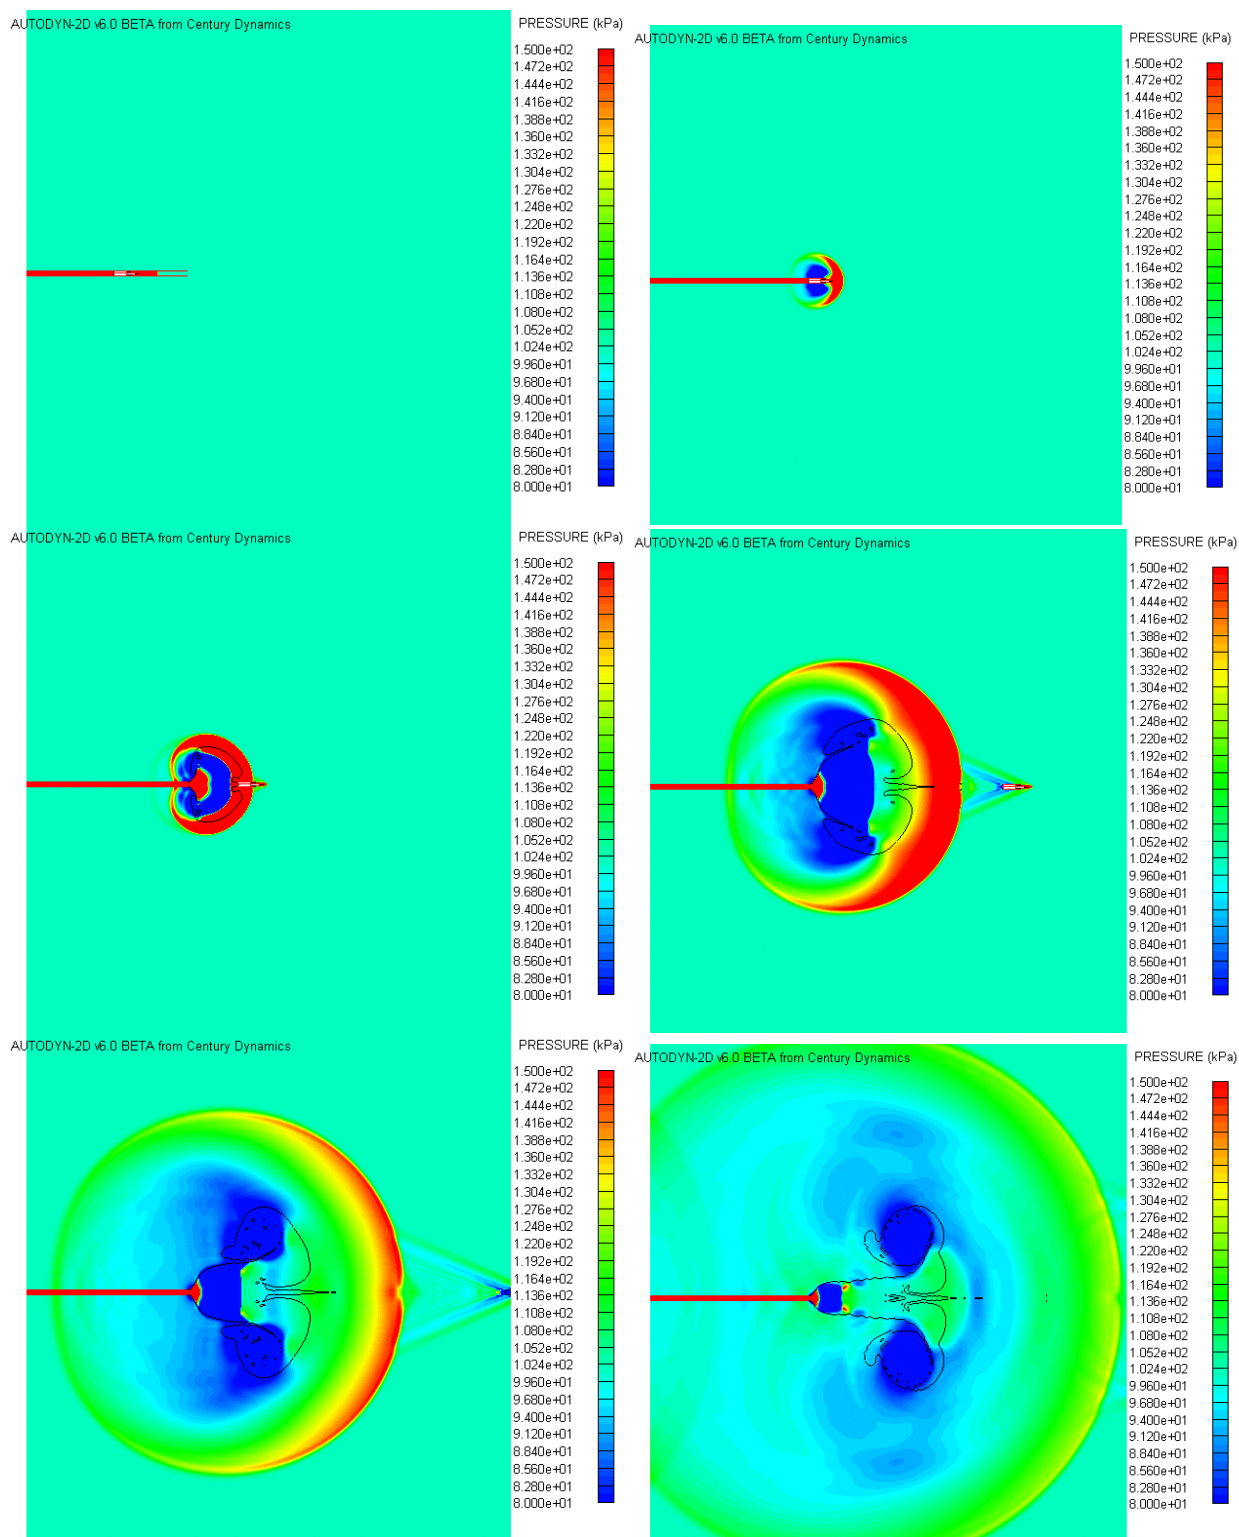 AUTODYN-2D v6.0 BETA from Century Dynamics
PRESSURE (kPa)
1.500e+02
1.472e+02
1.444e+02
1.416e+02
1.388e+02
1.360e+02
1.332e+02
1.304e+02
1.276e+02
1.248e+02
1.220e+02
1.192e+02
1.164e+02
1.136e+02
1.108e+02
1.080e+02
1.052e+02
1.024e+02
9.960e+01
9.680e+01
9.400e+01
9.120e+01
8.840e+01
8.560e+01
8.280e+01
8.000e+01
AUTODYN-2D v6.0 BETA from Century Dynamics
PRESSURE (kPa)
1.500e+02
1.472e+02
1.444e+02
1.416e+02
1.388e+02
1.360e+02
1.332e+02
1.304e+02
1.276e+02
1.248e+02
1.220e+02
1.192e+02
1.164e+02
1.136e+02
1.108e+02
1.080e+02
1.052e+02
1.024e+02
9.960e+01
9.680e+01
9.400e+01
9.120e+01
8.840e+01
8.560e+01
8.280e+01
8.000e+01
AUTODYN-2D v6.0 BETA from Century Dynamics
PRESSURE (kPa)
1.500e+02
1.472e+02
1.444e+02
1.416e+02
1.388e+02
1.360e+02
1.332e+02
1.304e+02
1.276e+02
1.248e+02
1.220e+02
1.192e+02
1.164e+02
1.136e+02
1.108e+02
1.080e+02
1.052e+02
1.024e+02
9.960e+01
9.680e+01
9.400e+01
9.120e+01
8.840e+01
8.560e+01
8.280e+01
8.000e+01
AUTODYN-2D v6.0 BETA from Century Dynamics
PRESSURE (kPa)
1.500e+02
1.472e+02
1.444e+02
1.416e+02
1.388e+02
1.360e+02
1.332e+02
1.304e+02
1.276e+02
1.248e+02
1.220e+02
1.192e+02
1.164e+02
1.136e+02
1.108e+02
1.080e+02
1.052e+02
1.024e+02
9.960e+01
9.680e+01
9.400e+01
9.120e+01
8.840e+01
8.560e+01
8.280e+01
8.000e+01
AUTODYN-2D v6.0 BETA from Century Dynamics
PRESSURE (kPa)
1.500e+02
1.472e+02
1.444e+02
1.416e+02
1.388e+02
1.360e+02
1.332e+02
1.304e+02
1.276e+02
1.248e+02
1.220e+02
1.192e+02
1.164e+02
1.136e+02
1.108e+02
1.080e+02
1.052e+02
1.024e+02
9.960e+01
9.680e+01
9.400e+01
9.120e+01
8.840e+01
8.560e+01
8.280e+01
8.000e+01
AUTODYN-2D v6.0 BETA from Century Dynamics
PRESSURE (kPa)
1.500e+02
1.472e+02
1.444e+02
1.416e+02
1.388e+02
1.360e+02
1.332e+02
1.304e+02
1.276e+02
1.248e+02
1.220e+02
1.192e+02
1.164e+02
1.136e+02
1.108e+02
1.080e+02
1.052e+02
1.024e+02
9.960e+01
9.680e+01
9.400e+01
9.120e+01
8.840e+01
8.560e+01
8.280e+01
8.000e+01